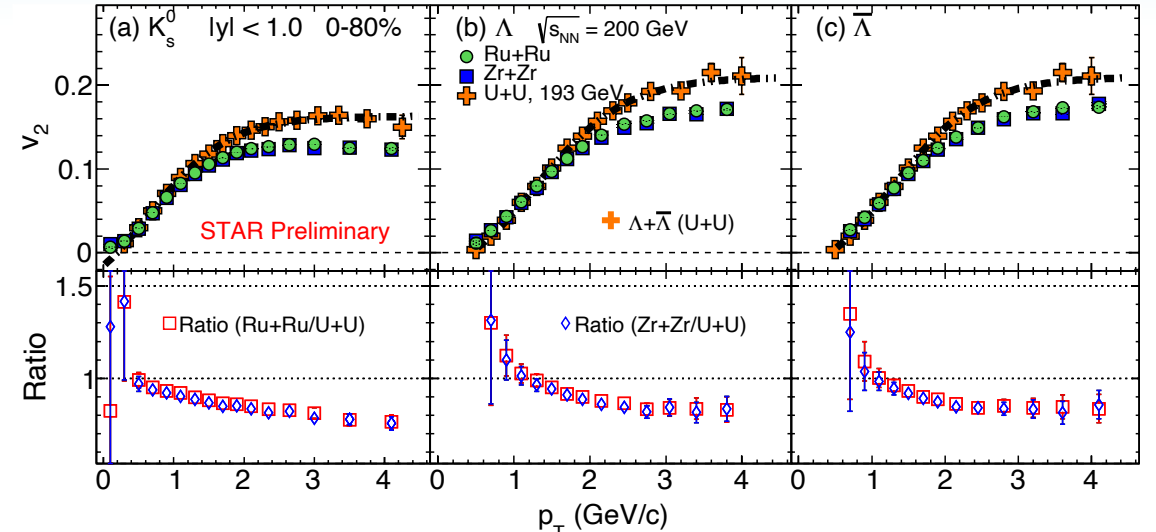 (a) K⁰ₛ |y| < 1.0 0-80%
(b) Λ √sNN = 200 GeV
(c) Λ̅
Ru+Ru
Zr+Zr
U+U, 193 GeV
v₂
0.2
0.1
0
STAR Preliminary
Λ+Λ̅ (U+U)
Ratio
1.5
1
Ratio (Ru+Ru/U+U)
Ratio (Zr+Zr/U+U)
0 1 2 3 4 0 1 2 3 4 0 1 2 3 4
p_T (GeV/c)